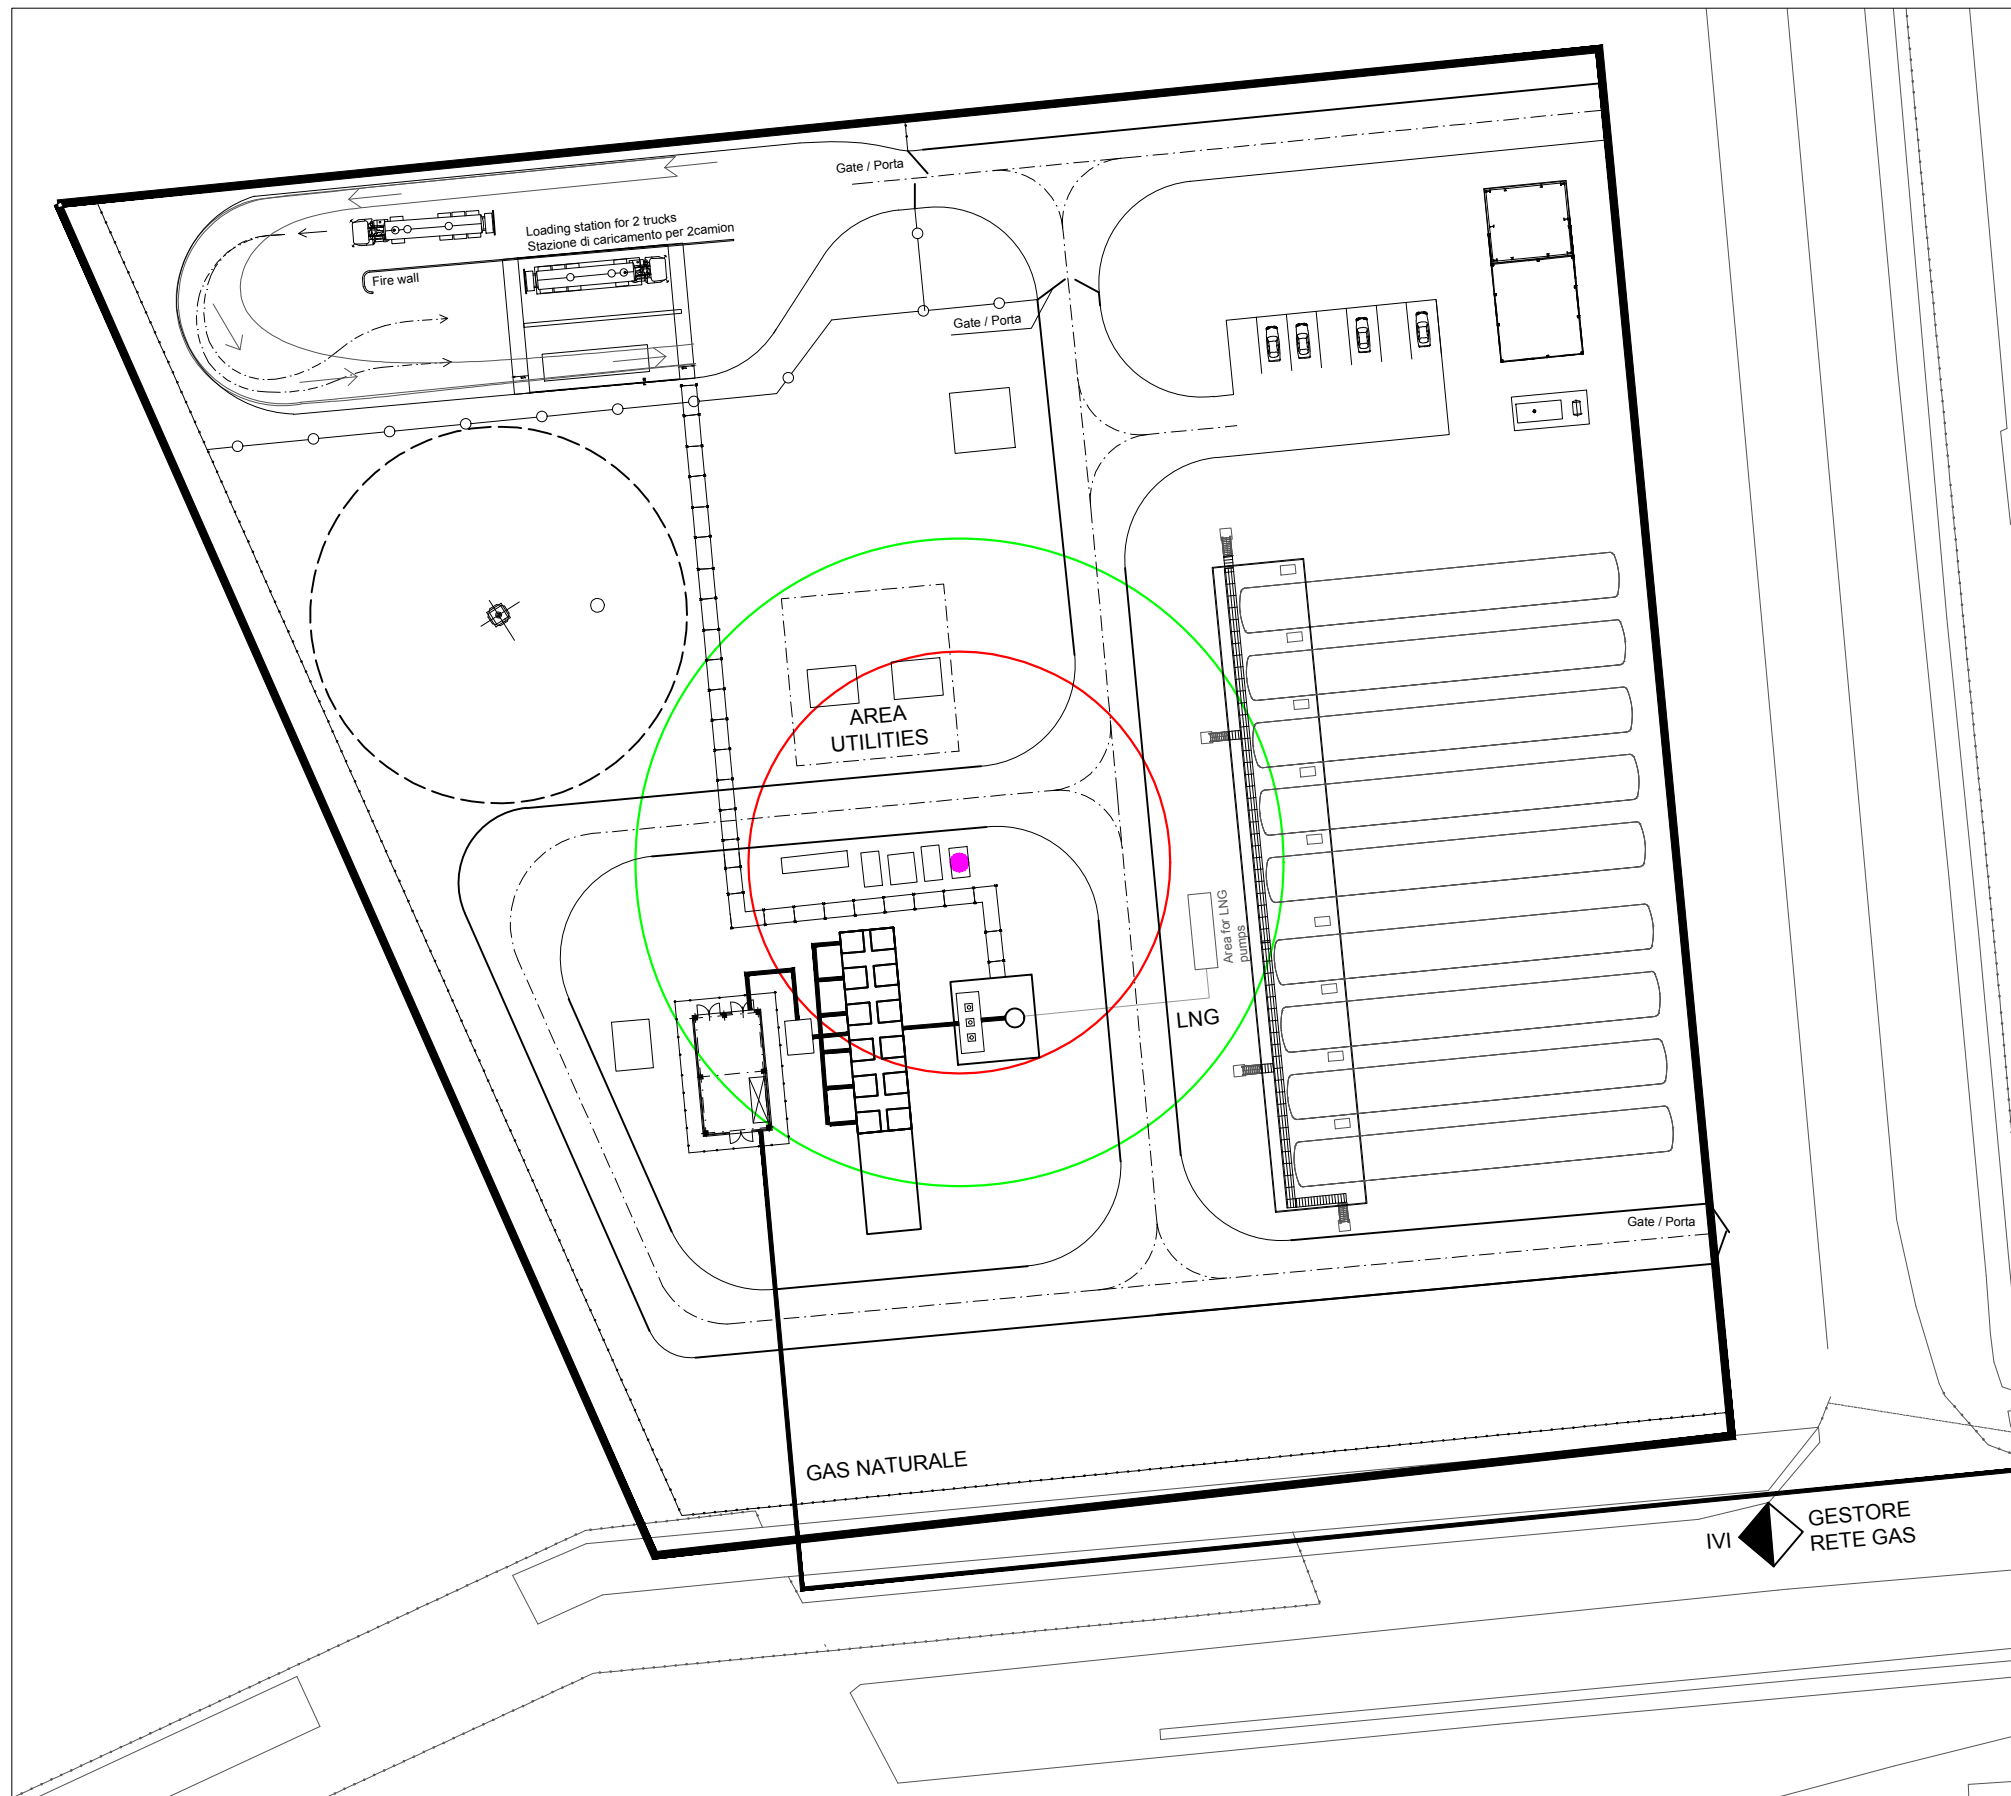 Gate / Porta
Loading station for 2 trucks
Stazione di caricamento per 2camion
Fire wall
Gate / Porta
AREA
UTILITIES
Area for LNG
pumps
LNG
Gate / Porta
GAS NATURALE
IVI
GESTORE
RETE GAS